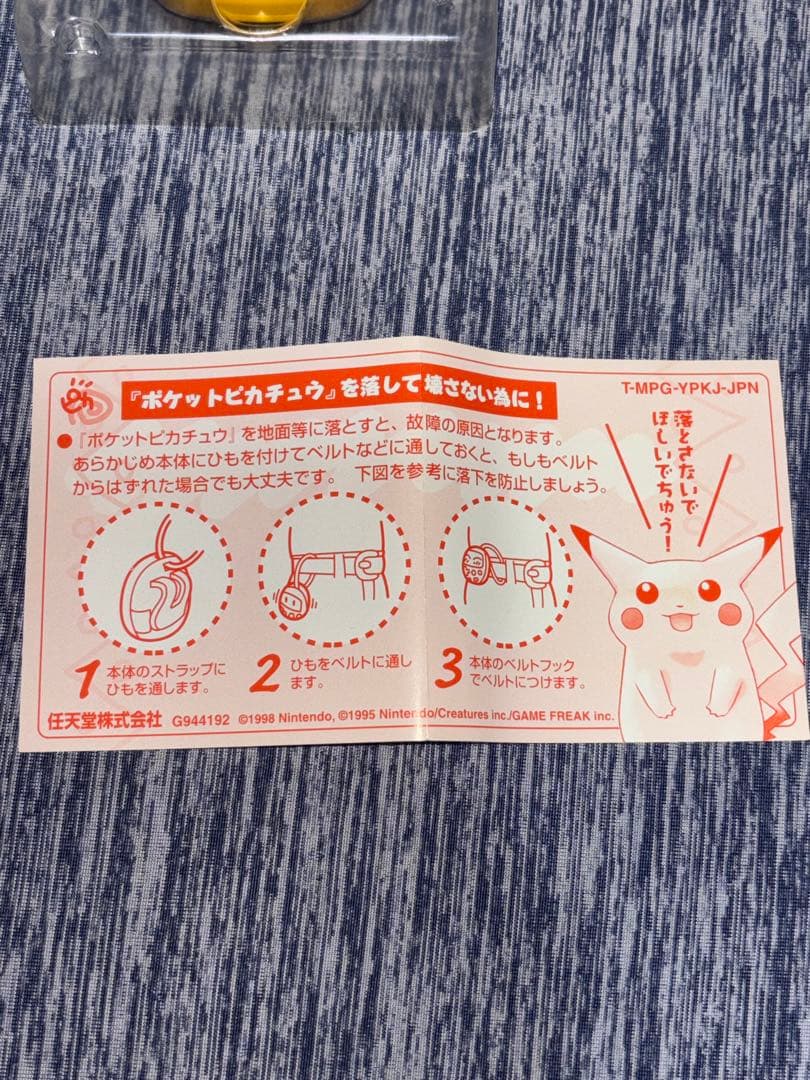 『ポケットピカチュウ』を落して壊さない為に！
T-MPG-YPKJ-JPN
●『ポケットピカチュウ』を地面等に落とすと、故障の原因となります。
あらかじめ本体にひもを付けてベルトなどに通しておくと、もしもベルト
からはずれた場合でも大丈夫です。 下図を参考に落下を防止しましょう。
落とさないで
ほしいでちゅう！
1 本体のストラップに
ひもを通します。
2 ひもをベルトに通し
ます。
3 本体のベルトフック
でベルトにつけます。
任天堂株式会社 G944192 ©1998 Nintendo, ©1995 Nintendo/Creatures inc./GAME FREAK inc.